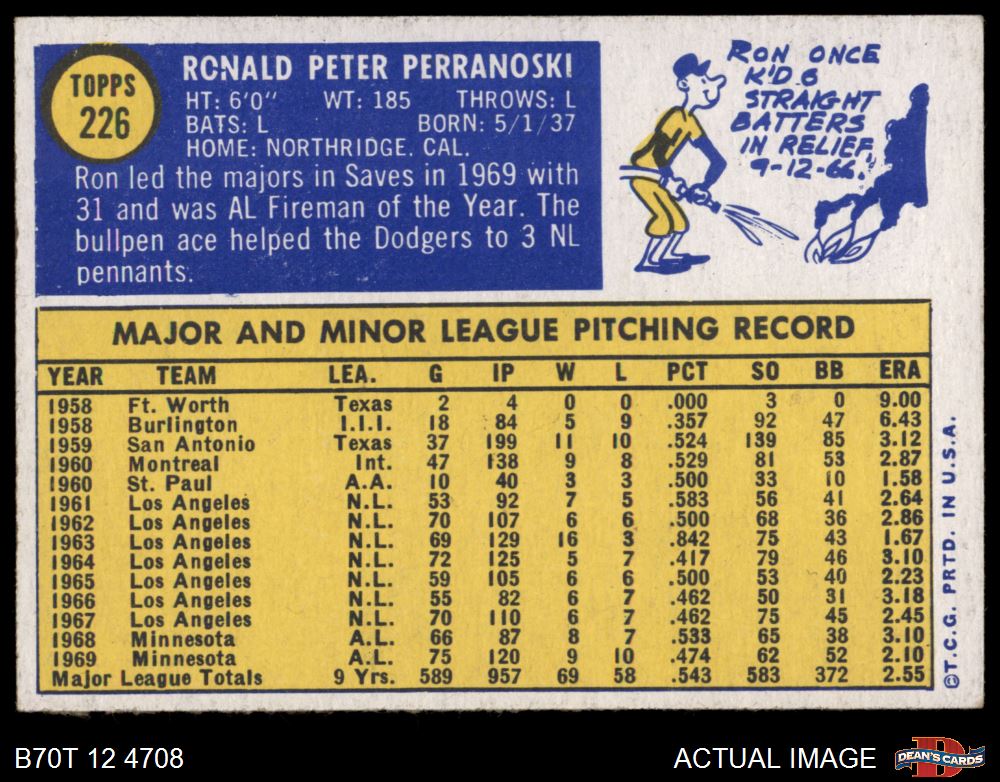 TOPPS
226
RONALD PETER PERRANOSKI
HT: 6'0" WT: 185 THROWS: L
BATS: L BORN: 5/1/37
HOME: NORTHRIDGE, CAL.
Ron led the majors in Saves in 1969 with
31 and was AL Fireman of the Year. The
bullpen ace helped the Dodgers to 3 NL
pennants.
RON ONCE
K'D 6
STRAIGHT
BATTERS
IN RELIEF,
9-12-66.
MAJOR AND MINOR LEAGUE PITCHING RECORD
YEAR TEAM LEA. G IP W L PCT SO BB ERA
1958 Ft. Worth Texas 2 4 0 0 .000 3 0 9.00
1958 Burlington I.I.I. 18 84 5 9 .357 92 47 6.43
1959 San Antonio Texas 37 199 11 10 .524 139 85 3.12
1960 Montreal Int. 47 138 9 8 .529 81 53 2.87
1960 St. Paul A.A. 10 40 3 3 .500 33 10 1.58
1961 Los Angeles N.L. 53 92 7 5 .583 56 41 2.64
1962 Los Angeles N.L. 70 107 6 6 .500 68 36 2.86
1963 Los Angeles N.L. 69 129 16 3 .842 75 43 1.67
1964 Los Angeles N.L. 72 125 5 7 .417 79 46 3.10
1965 Los Angeles N.L. 59 105 6 6 .500 53 40 2.23
1966 Los Angeles N.L. 55 82 6 7 .462 50 31 3.18
1967 Los Angeles N.L. 70 110 6 7 .462 75 45 2.45
1968 Minnesota A.L. 66 87 8 7 .533 65 38 3.10
1969 Minnesota A.L. 75 120 9 10 .474 62 52 2.10
Major League Totals 9 Yrs. 589 957 69 58 .543 583 372 2.55
©T.C.G. PRTD. IN U.S.A.
B70T 12 4708
ACTUAL IMAGE
D
DEAN'S CARDS